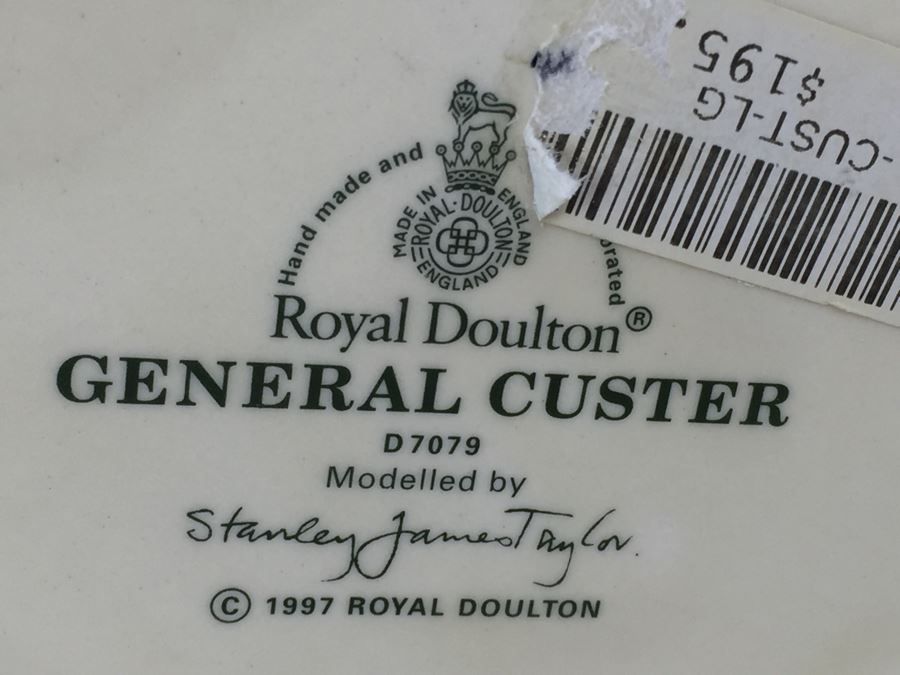 $195.
-CUST-LG
Hand made and
MADE IN ENGLAND
ROYAL·DOULTON
ENGLAND
Royal Doulton®
GENERAL CUSTER
D7079
Modelled by
Stanley James Taylor.
© 1997 ROYAL DOULTON